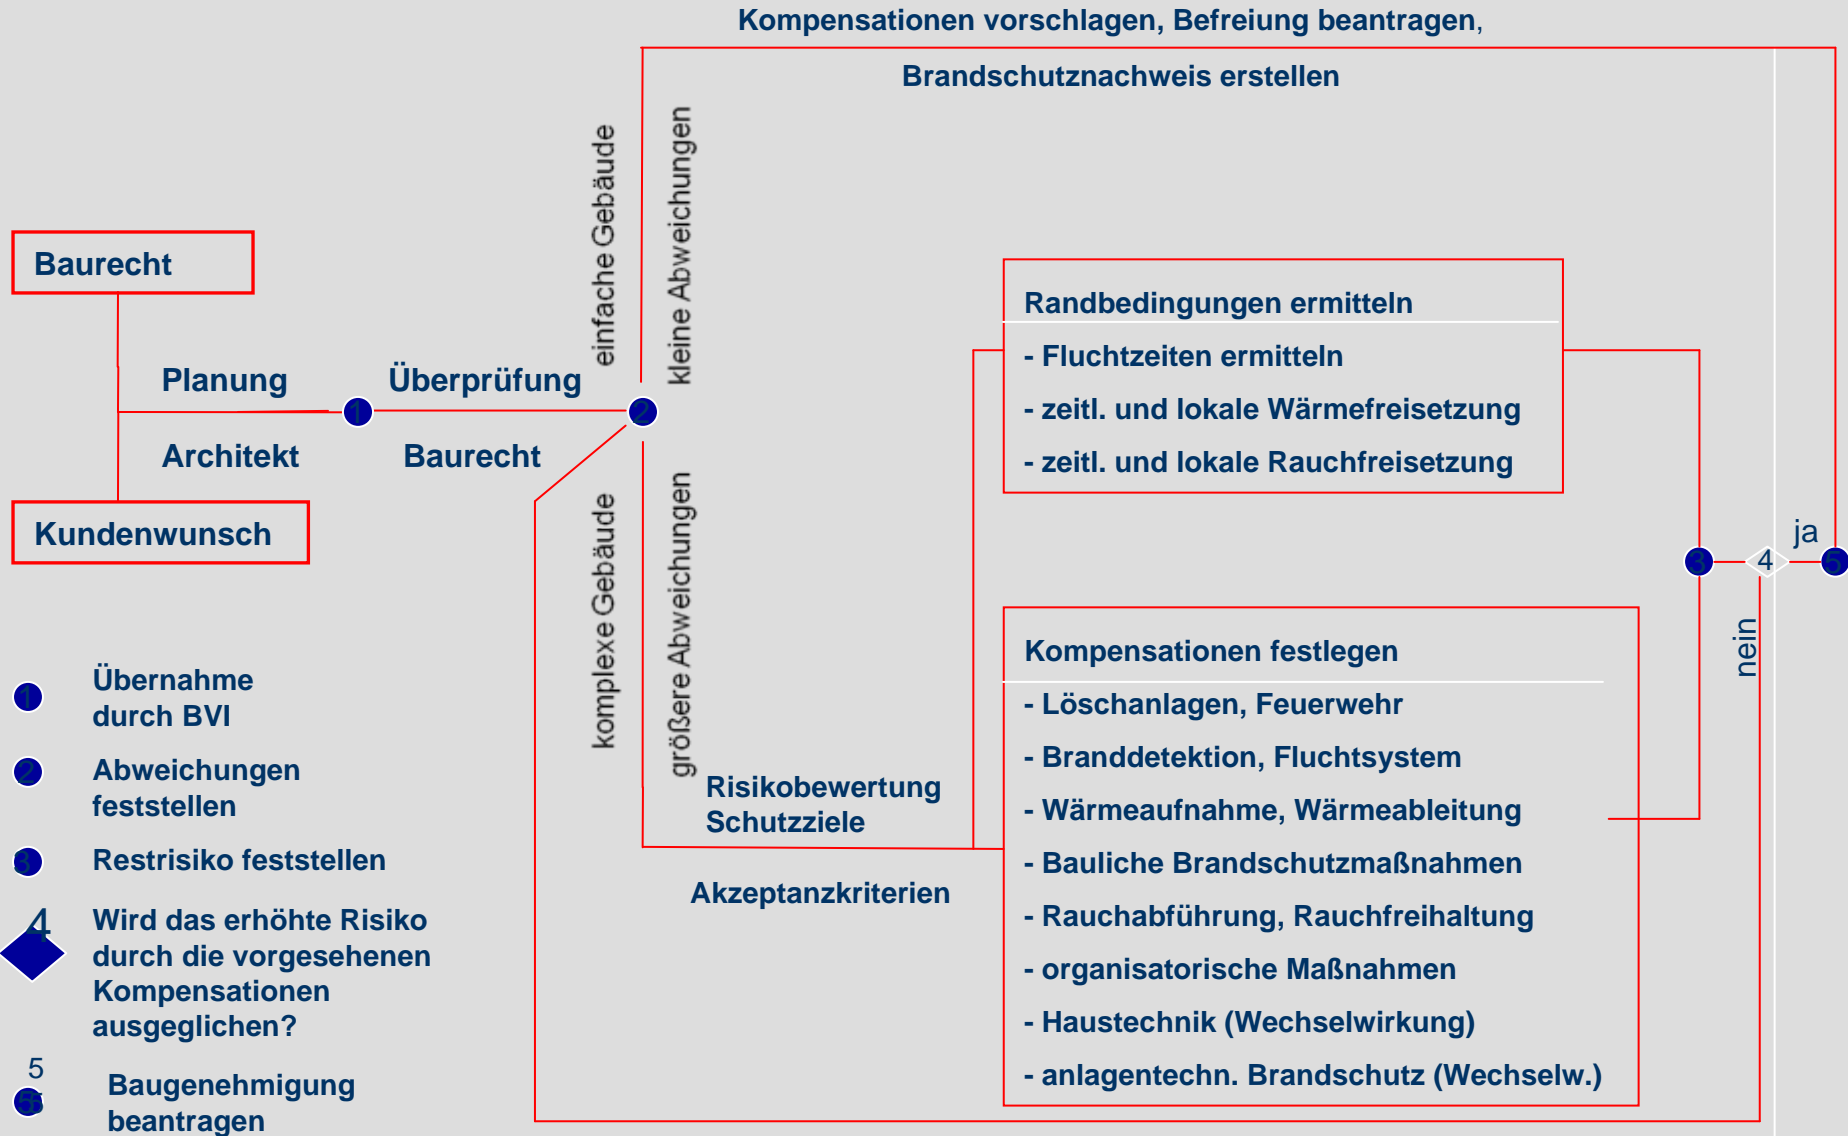 Kompensationen vorschlagen, Befreiung beantragen,
Brandschutznachweis erstellen
einfache Gebäude
kleine Abweichungen
Baurecht
Planung
Überprüfung
1
2
Architekt
Baurecht
Kundenwunsch
komplexe Gebäude
größere Abweichungen
Risikobewertung
Schutzziele
Akzeptanzkriterien
Randbedingungen ermitteln
- Fluchtzeiten ermitteln
- zeitl. und lokale Wärmefreisetzung
- zeitl. und lokale Rauchfreisetzung
Kompensationen festlegen
- Löschanlagen, Feuerwehr
- Branddetektion, Fluchtsystem
- Wärmeaufnahme, Wärmeableitung
- Bauliche Brandschutzmaßnahmen
- Rauchabführung, Rauchfreihaltung
- organisatorische Maßnahmen
- Haustechnik (Wechselwirkung)
- anlagentechn. Brandschutz (Wechselw.)
3
4
ja
5
nein
1
Übernahme
durch BVI
2
Abweichungen
feststellen
3
Restrisiko feststellen
4
Wird das erhöhte Risiko
durch die vorgesehenen
Kompensationen
ausgeglichen?
5
Baugenehmigung
beantragen